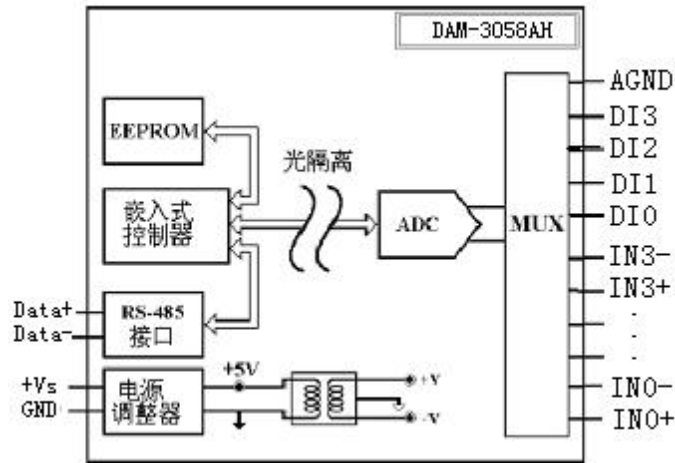 DAM-3058AH
AGND
DI3
DI2
DI1
DI0
IN3-
IN3+
IN0-
IN0+
EEPROM
光隔离
嵌入式
控制器
ADC
MUX
Data+
Data-
RS-485
接口
+Vs
GND
电源
调整器
+5V
+V
-V